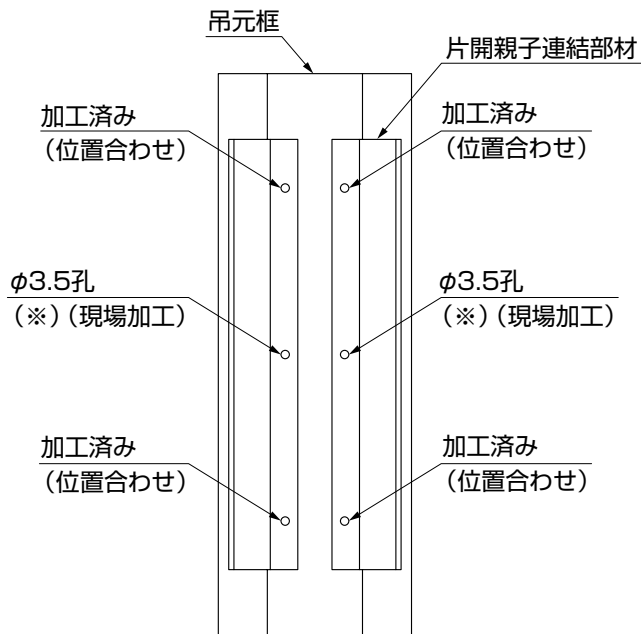 吊元框
片開親子連結部材
加工済み
（位置合わせ）
加工済み
（位置合わせ）
φ3.5孔
（※）（現場加工）
φ3.5孔
（※）（現場加工）
加工済み
（位置合わせ）
加工済み
（位置合わせ）